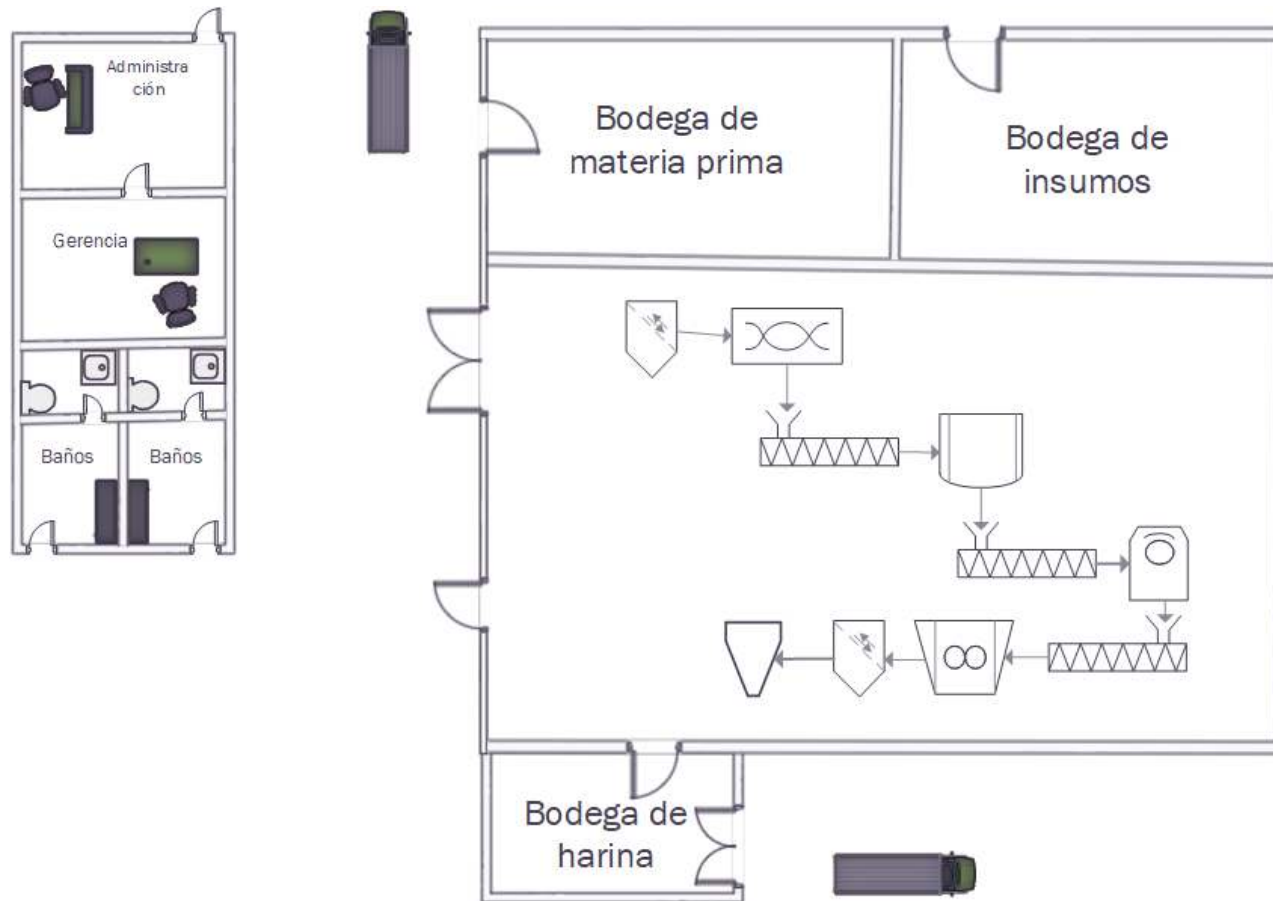 Administra
ción
Gerencia
Baños
Baños
Bodega de
materia prima
Bodega de
insumos
Bodega de
harina